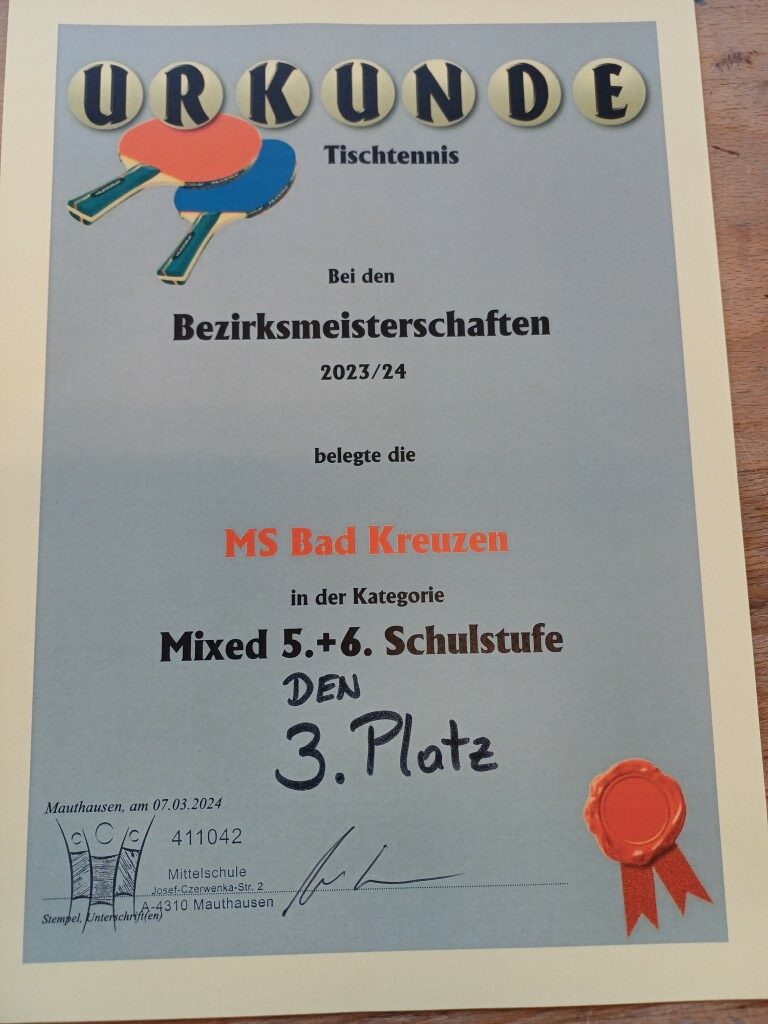 URKUNDE
Tischtennis
Bei den
Bezirksmeisterschaften
2023/24
belegte die
MS Bad Kreuzen
in der Kategorie
Mixed 5.+6. Schulstufe
DEN
3. Platz
Mauthausen, am 07.03.2024
411042
Mittelschule
Josef-Czerwenka-Str. 2
A-4310 Mauthausen
Stempel, Unterschrift(en)